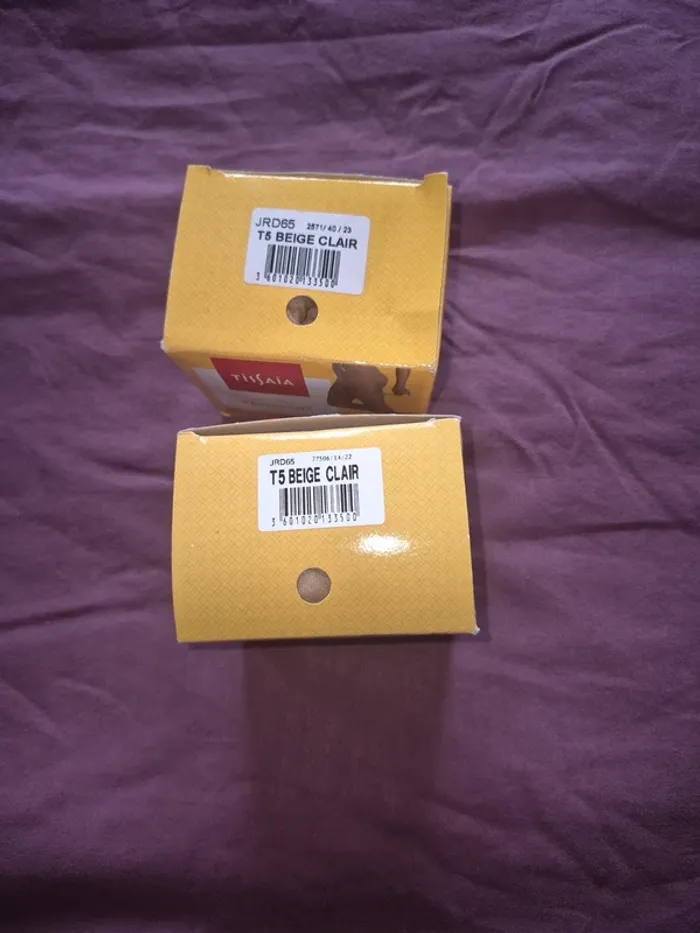 JRD65 2871/ 40 / 23
T5 BEIGE CLAIR
3 601020 133500
TISSAIA
JRD65 77506/14/22
T5 BEIGE CLAIR
3 601020 133500